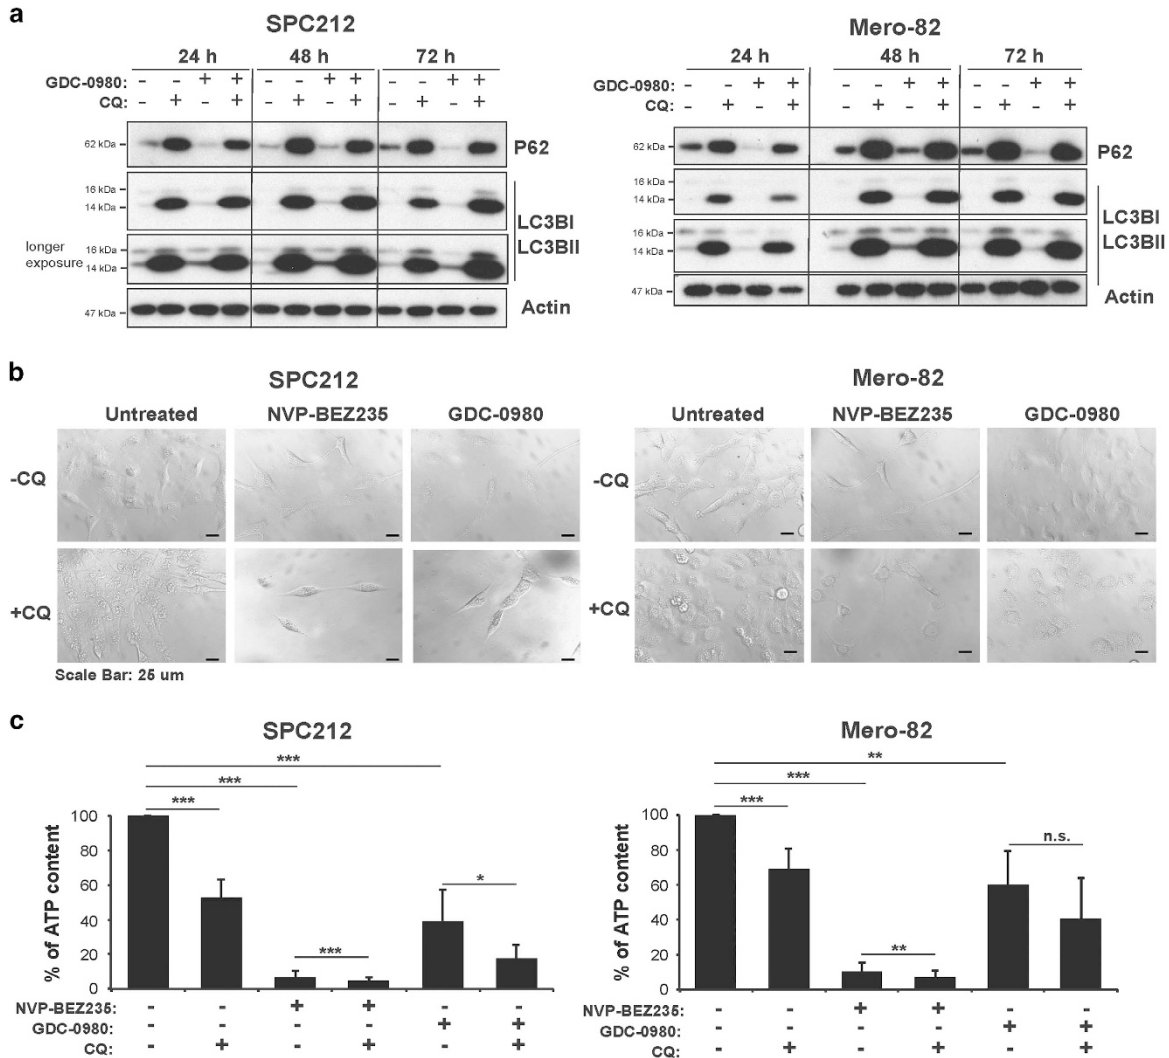 a
SPC212
24 h 48 h 72 h
GDC-0980: - - + + - - + + - - + +
CQ: - + - + - + - + - + - +
62 kDa P62
16 kDa
14 kDa
LC3BI
longer exposure
16 kDa
14 kDa
LC3BII
47 kDa Actin
Mero-82
24 h 48 h 72 h
GDC-0980: - - + + - - + + - - + +
CQ: - + - + - + - + - + - +
62 kDa P62
16 kDa
14 kDa
LC3BI
16 kDa
14 kDa
LC3BII
47 kDa Actin
b
SPC212
Untreated NVP-BEZ235 GDC-0980
-CQ
+CQ
Scale Bar: 25 um
Mero-82
Untreated NVP-BEZ235 GDC-0980
-CQ
+CQ
c
SPC212
***
***
***
*
***
% of ATP content
100
80
60
40
20
0
NVP-BEZ235: - - + + - -
GDC-0980: - - - - + +
CQ: - + - + - +
Mero-82
**
***
***
n.s.
**
% of ATP content
100
80
60
40
20
0
NVP-BEZ235: - - + + - -
GDC-0980: - - - - + +
CQ: - + - + - +